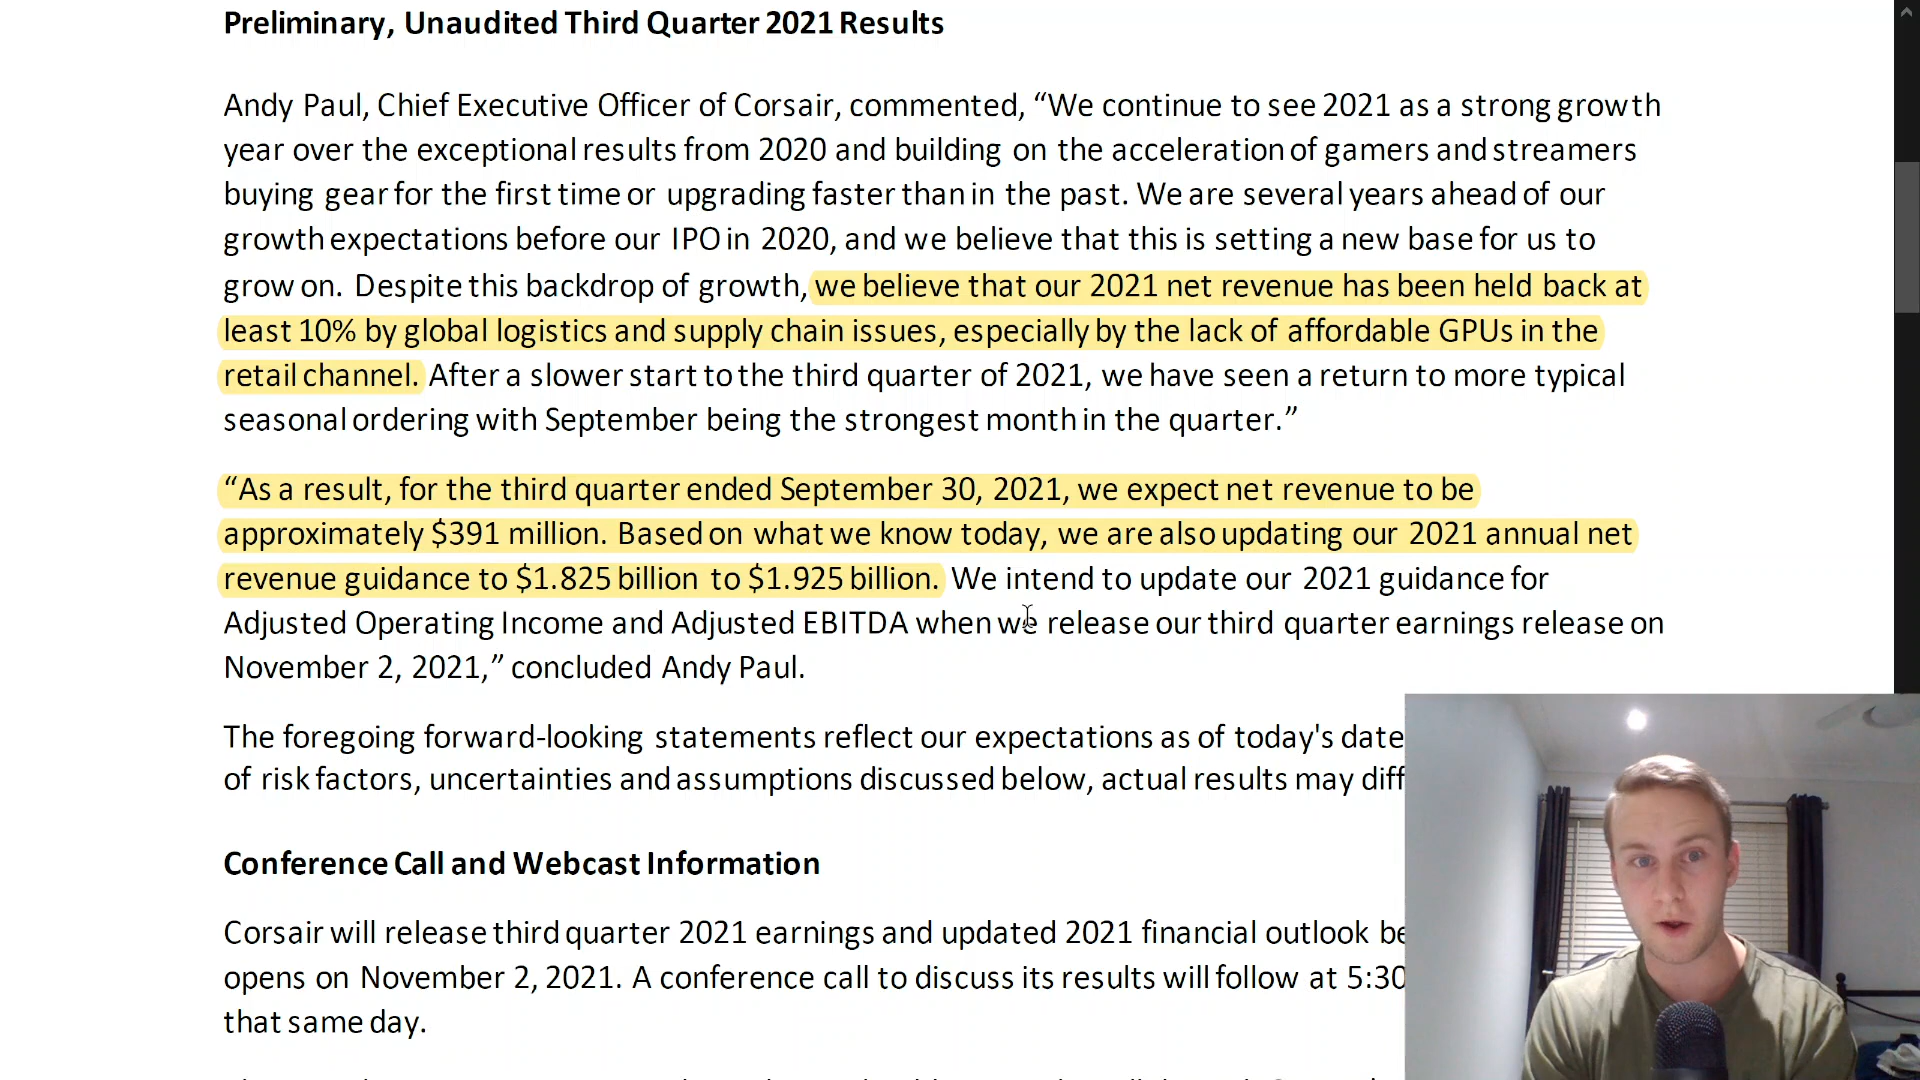 Preliminary, Unaudited Third Quarter 2021 Results
Andy Paul, Chief Executive Officer of Corsair, commented, “We continue to see 2021 as a strong growth
year over the exceptional results from 2020 and building on the acceleration of gamers and streamers
buying gear for the first time or upgrading faster than in the past. We are several years ahead of our
growth expectations before our IPO in 2020, and we believe that this is setting a new base for us to
grow on. Despite this backdrop of growth, we believe that our 2021 net revenue has been held back at
least 10% by global logistics and supply chain issues, especially by the lack of affordable GPUs in the
retail channel. After a slower start to the third quarter of 2021, we have seen a return to more typical
seasonal ordering with September being the strongest month in the quarter.”
“As a result, for the third quarter ended September 30, 2021, we expect net revenue to be
approximately $391 million. Based on what we know today, we are also updating our 2021 annual net
revenue guidance to $1.825 billion to $1.925 billion. We intend to update our 2021 guidance for
Adjusted Operating Income and Adjusted EBITDA when we release our third quarter earnings release on
November 2, 2021,” concluded Andy Paul.
The foregoing forward-looking statements reflect our expectations as of today's date
of risk factors, uncertainties and assumptions discussed below, actual results may diff
Conference Call and Webcast Information
Corsair will release third quarter 2021 earnings and updated 2021 financial outlook be
opens on November 2, 2021. A conference call to discuss its results will follow at 5:30
that same day.